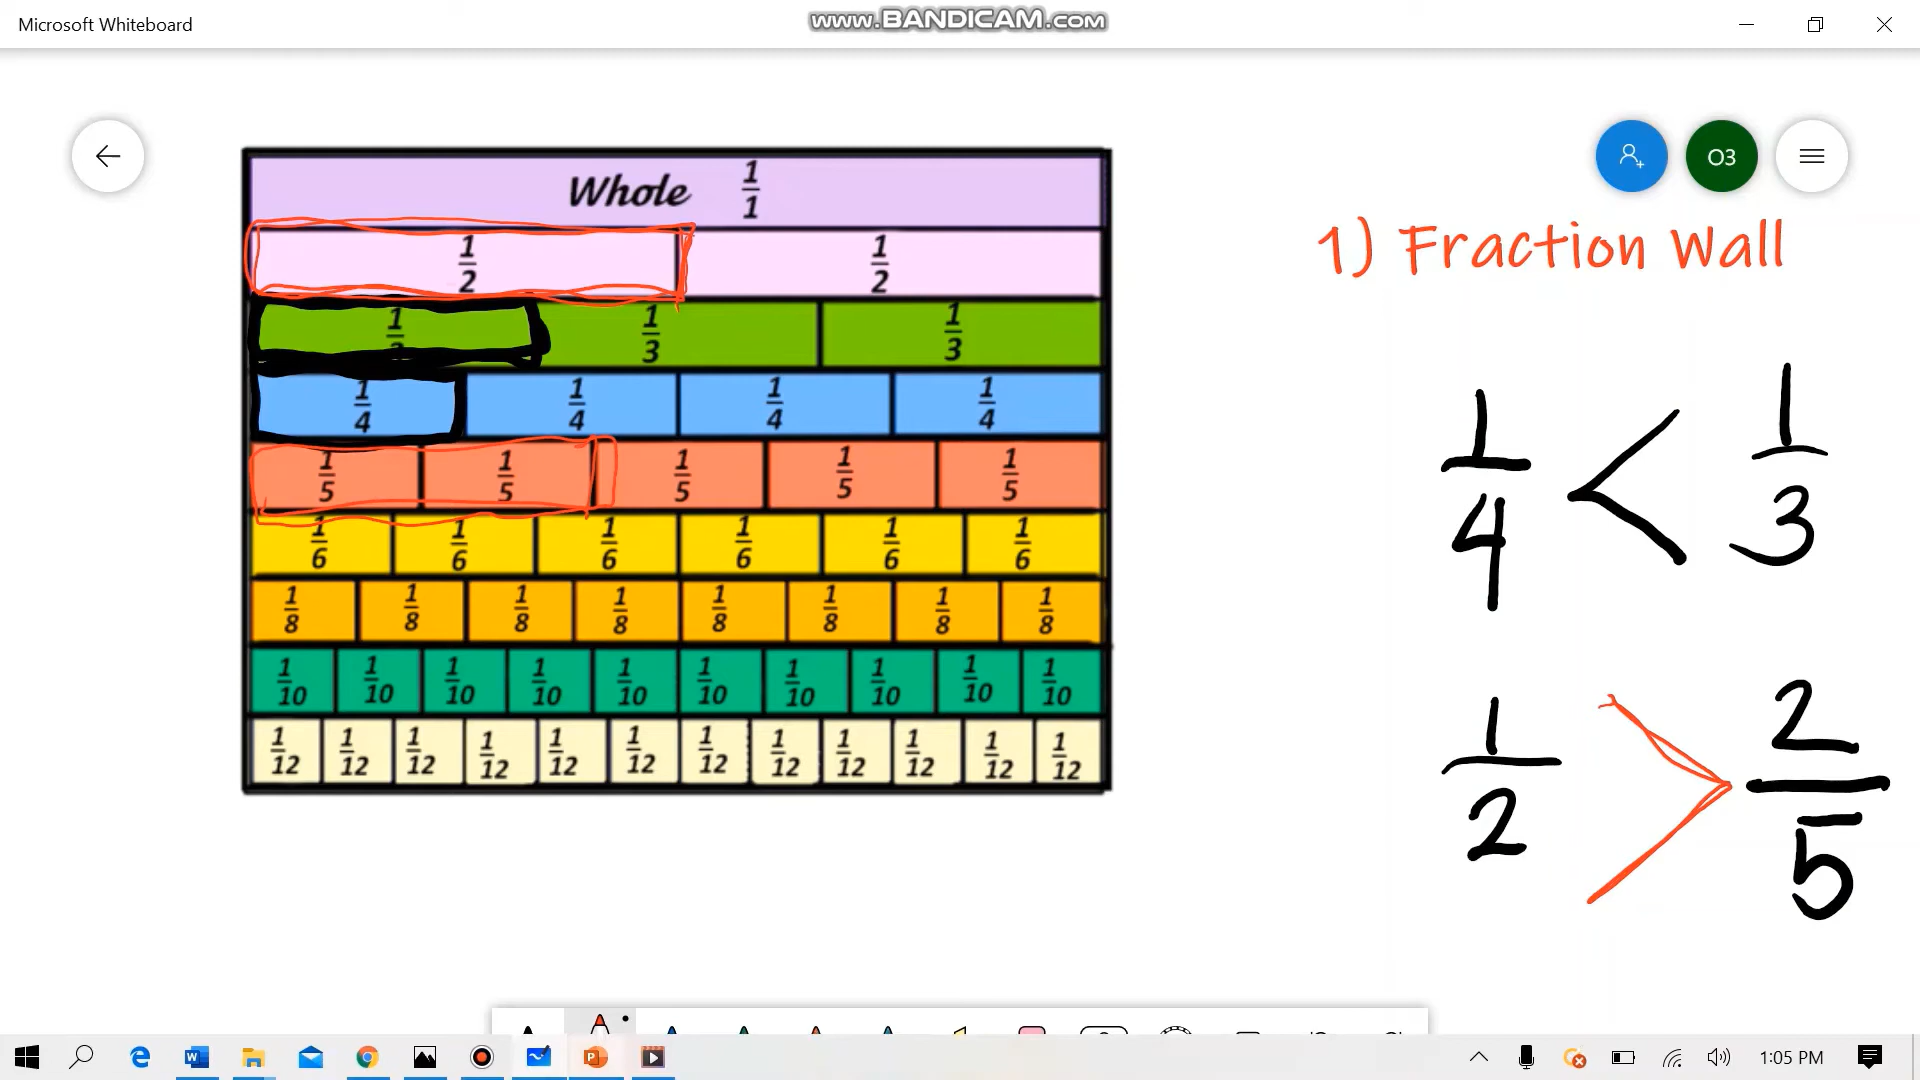 Microsoft Whiteboard
www.BANDICAM.com
O3
1) Fraction Wall
Whole 1/1
1/2 1/2
1/3 1/3
1/4 1/4 1/4 1/4
1/5 1/5 1/5 1/5 1/5
1/6 1/6 1/6 1/6 1/6 1/6
1/8 1/8 1/8 1/8 1/8 1/8 1/8 1/8
1/10 1/10 1/10 1/10 1/10 1/10 1/10 1/10 1/10 1/10
1/12 1/12 1/12 1/12 1/12 1/12 1/12 1/12 1/12 1/12 1/12 1/12
1/4 < 1/3
1/2 > 2/5
1:05 PM